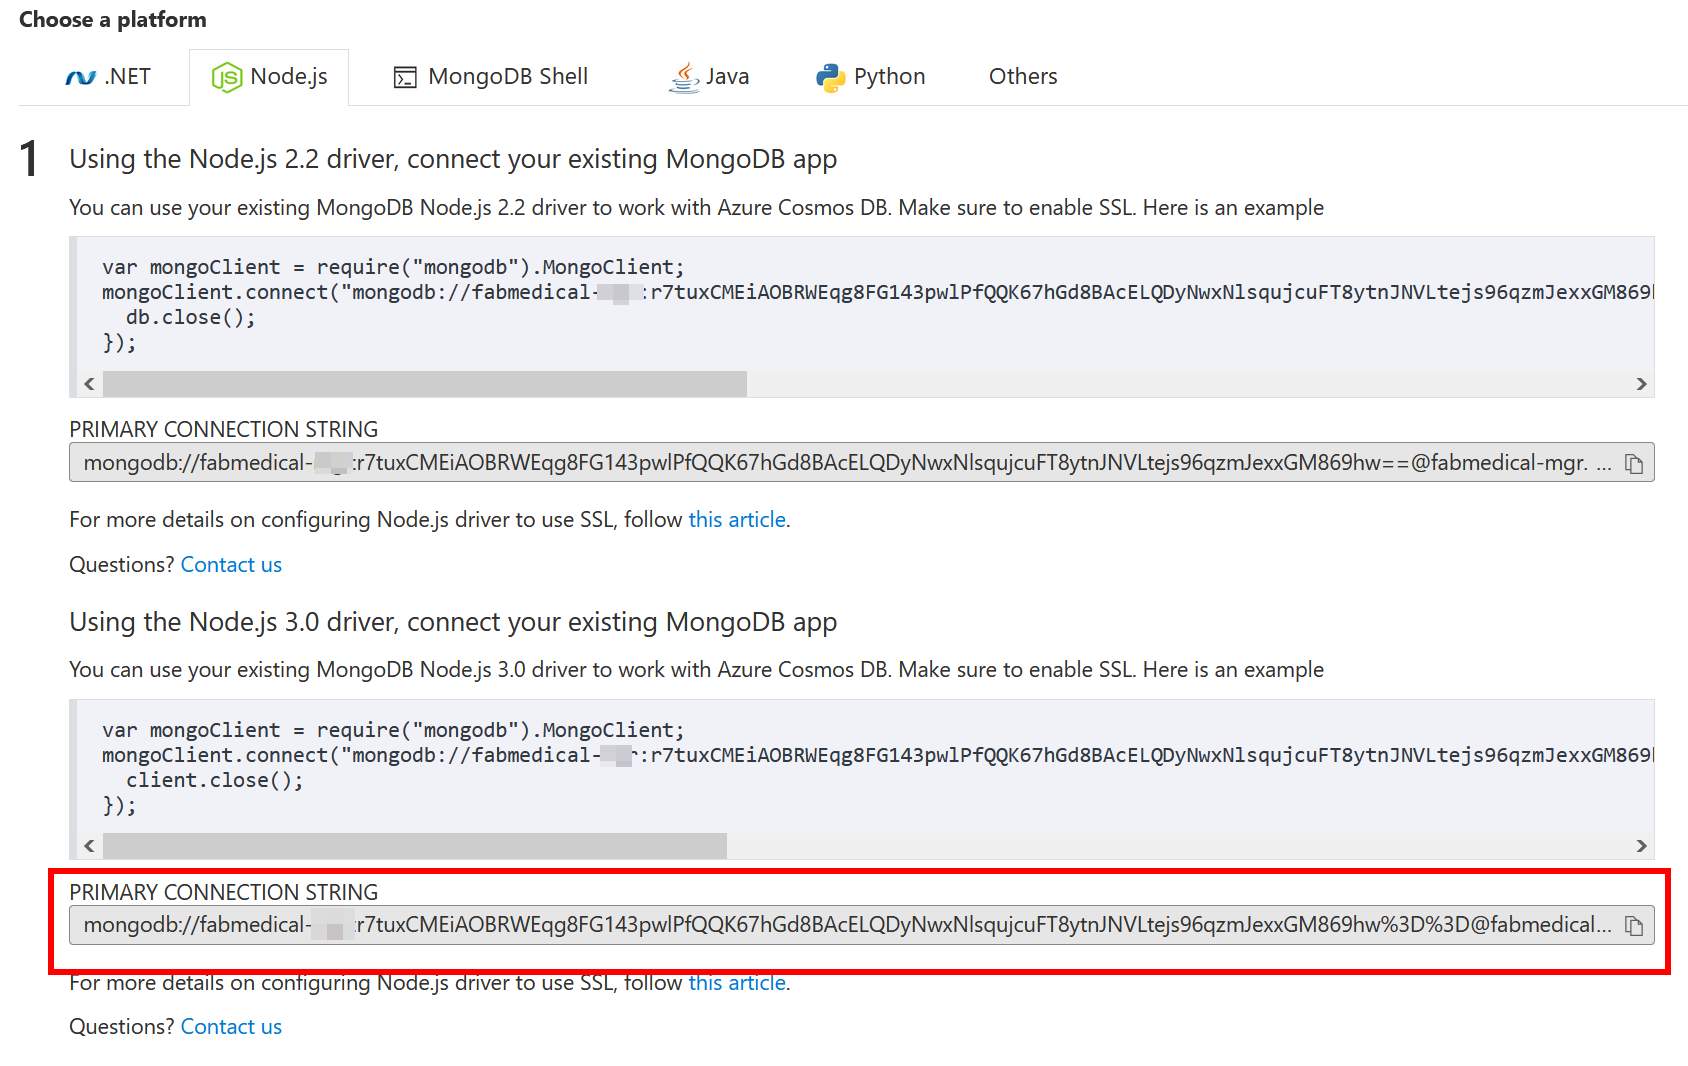 Choose a platform
.NET
Node.js
MongoDB Shell
Java
Python
Others
1
Using the Node.js 2.2 driver, connect your existing MongoDB app
You can use your existing MongoDB Node.js 2.2 driver to work with Azure Cosmos DB. Make sure to enable SSL. Here is an example
var mongoClient = require("mongodb").MongoClient;
mongoClient.connect("mongodb://fabmedical-:r7tuxCMEiAOBRWEqg8FG143pwlPfQQK67hGd8BAcELQDyNwxNlsqujcuFT8ytnJNVLtejs96qzmJexxGM869
db.close();
});
PRIMARY CONNECTION STRING
mongodb://fabmedical-:r7tuxCMEiAOBRWEqg8FG143pwlPfQQK67hGd8BAcELQDyNwxNlsqujcuFT8ytnJNVLtejs96qzmJexxGM869hw==@fabmedical-mgr. ...
For more details on configuring Node.js driver to use SSL, follow this article.
Questions? Contact us
Using the Node.js 3.0 driver, connect your existing MongoDB app
You can use your existing MongoDB Node.js 3.0 driver to work with Azure Cosmos DB. Make sure to enable SSL. Here is an example
var mongoClient = require("mongodb").MongoClient;
mongoClient.connect("mongodb://fabmedical-:r7tuxCMEiAOBRWEqg8FG143pwlPfQQK67hGd8BAcELQDyNwxNlsqujcuFT8ytnJNVLtejs96qzmJexxGM869
client.close();
});
PRIMARY CONNECTION STRING
mongodb://fabmedical-:r7tuxCMEiAOBRWEqg8FG143pwlPfQQK67hGd8BAcELQDyNwxNlsqujcuFT8ytnJNVLtejs96qzmJexxGM869hw%3D%3D@fabmedical...
For more details on configuring Node.js driver to use SSL, follow this article.
Questions? Contact us